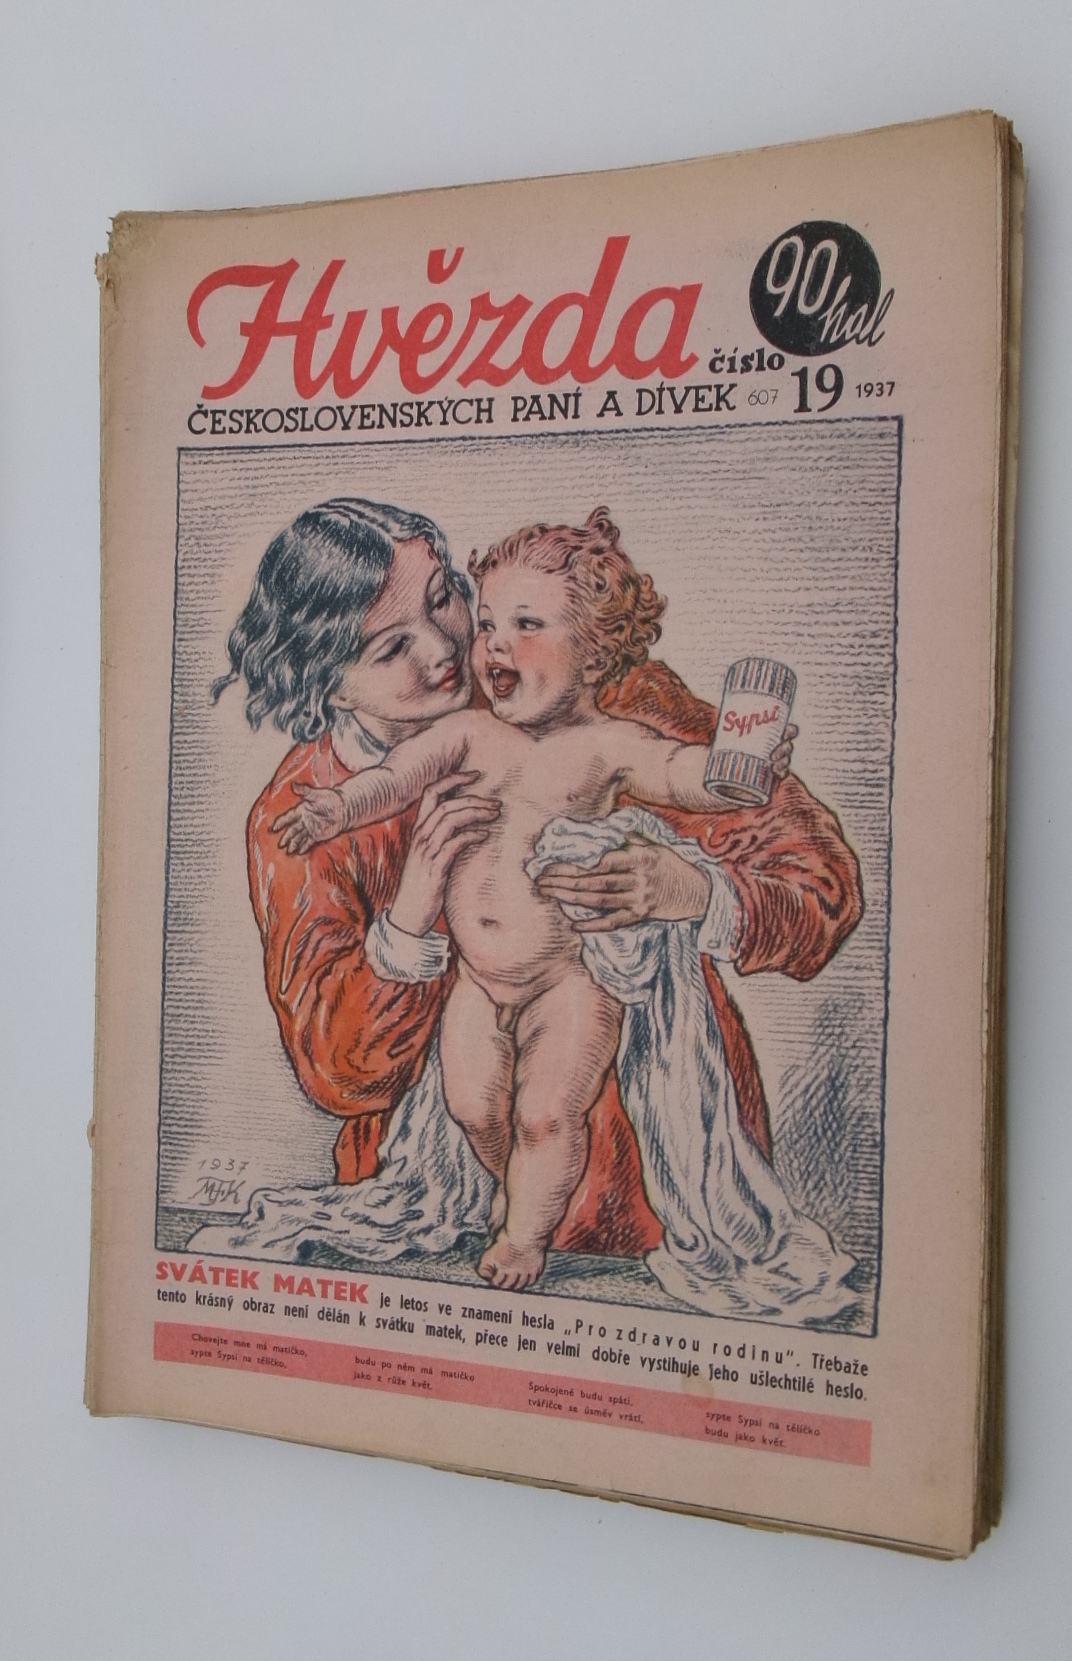 Hvězda
90 hal
číslo
ČESKOSLOVENSKÝCH PANÍ A DÍVEK 607 19 1937
Sypsi
1937
MFK
SVÁTEK MATEK je letos ve znamení hesla „Pro zdravou rodinu". Třebaže
tento krásný obraz není dělán k svátku matek, přece jen velmi dobře vystihuje jeho ušlechtilé heslo.
Chovejte mne má matičko,
sypte Sypsi na tělíčko,
budu po něm má matičko
jako z růže květ.
Spokojeně budu spáti,
tvářičce se úsměv vrátí,
sypte Sypsi na tělíčko
budu jako květ.